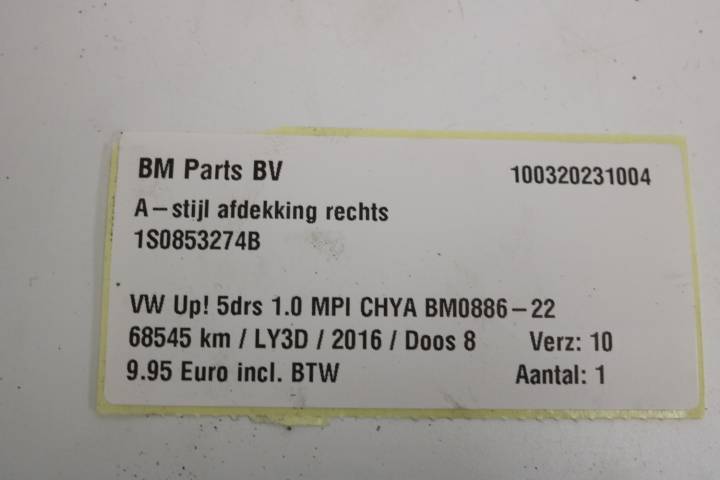 BM Parts BV 100320231004
A-stijl afdekking rechts
1S0853274B
VW Up! 5drs 1.0 MPI CHYA BM0886-22
68545 km / LY3D / 2016 / Doos 8 Verz: 10
9.95 Euro incl. BTW Aantal: 1